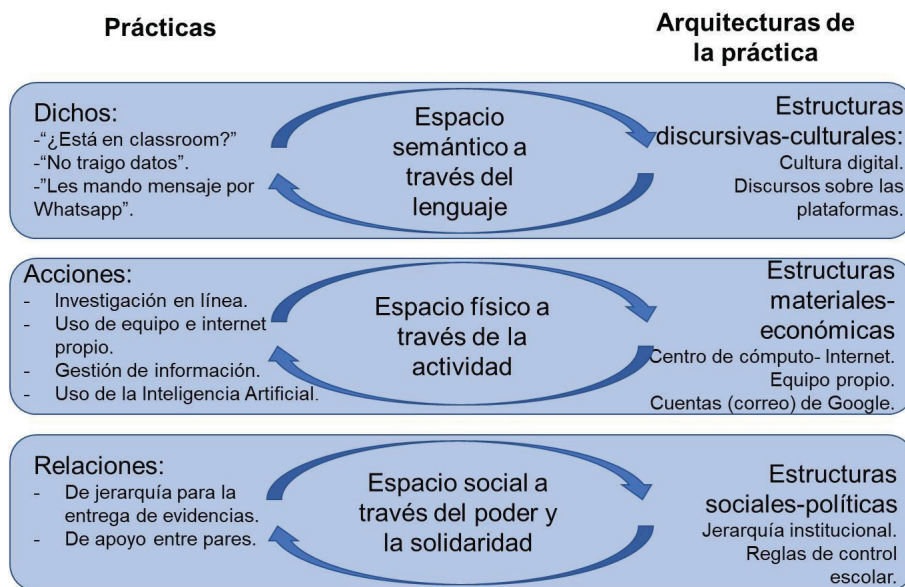 Prácticas
Arquitecturas de
la práctica
Dichos:
-“¿Está en classroom?”
-“No traigo datos”.
-”Les mando mensaje por
Whatsapp”.
Espacio
semántico a
través del
lenguaje
Estructuras
discursivas-culturales:
Cultura digital.
Discursos sobre las
plataformas.
Acciones:
- Investigación en línea.
- Uso de equipo e internet
propio.
- Gestión de información.
- Uso de la Inteligencia Artificial.
Espacio físico a
través de la
actividad
Estructuras
materiales-
económicas
Centro de cómputo- Internet.
Equipo propio.
Cuentas (correo) de Google.
Relaciones:
- De jerarquía para la
entrega de evidencias.
- De apoyo entre pares.
Espacio social a
través del poder y
la solidaridad
Estructuras
sociales-políticas
Jerarquía institucional.
Reglas de control
escolar.